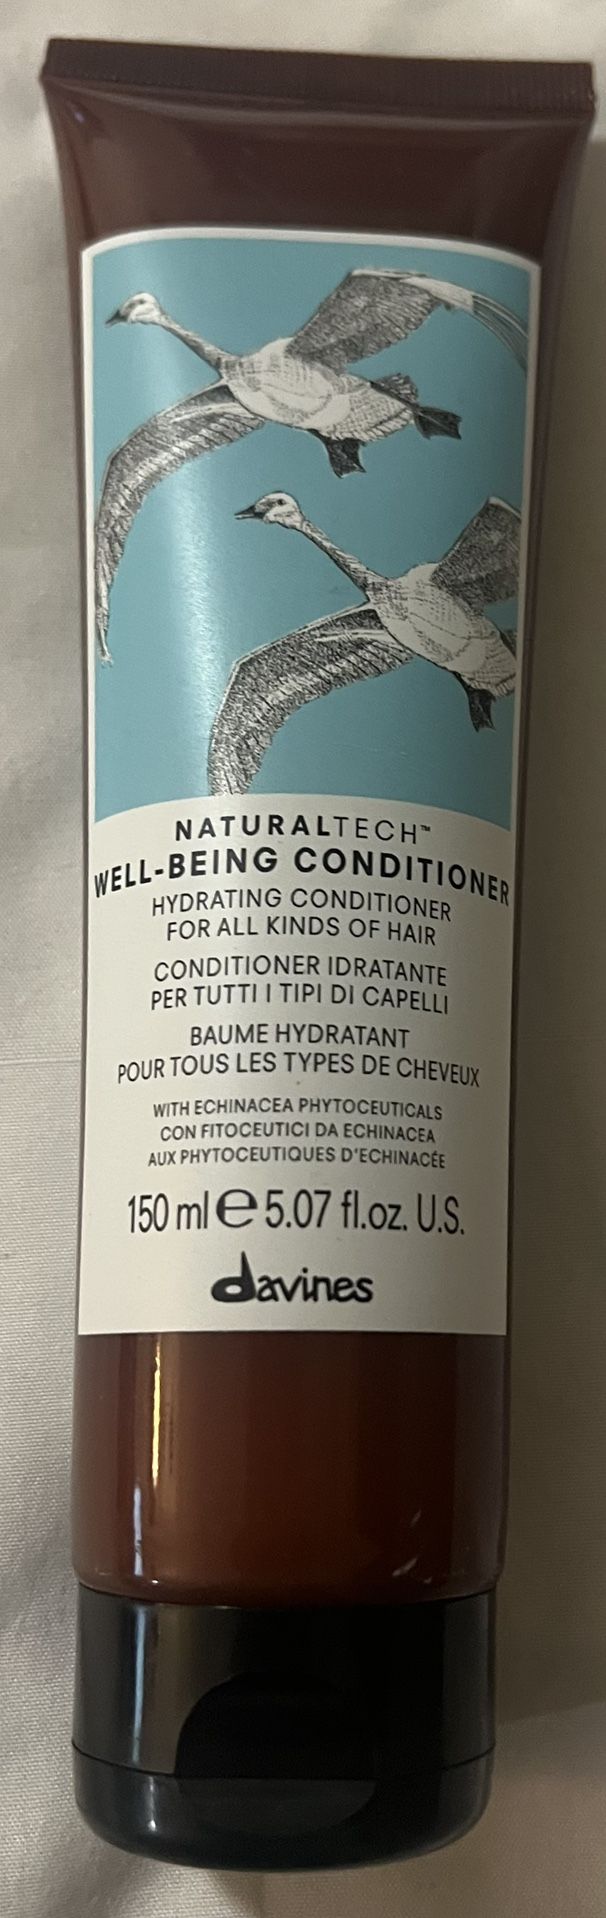 NATURALTECH™
WELL-BEING CONDITIONER
HYDRATING CONDITIONER
FOR ALL KINDS OF HAIR
CONDITIONER IDRATANTE
PER TUTTI I TIPI DI CAPELLI
BAUME HYDRATANT
POUR TOUS LES TYPES DE CHEVEUX
WITH ECHINACEA PHYTOCEUTICALS
CON FITOCEUTICI DA ECHINACEA
AUX PHYTOCEUTIQUES D'ECHINACÉE
150 ml ℮ 5.07 fl.oz. U.S.
davines